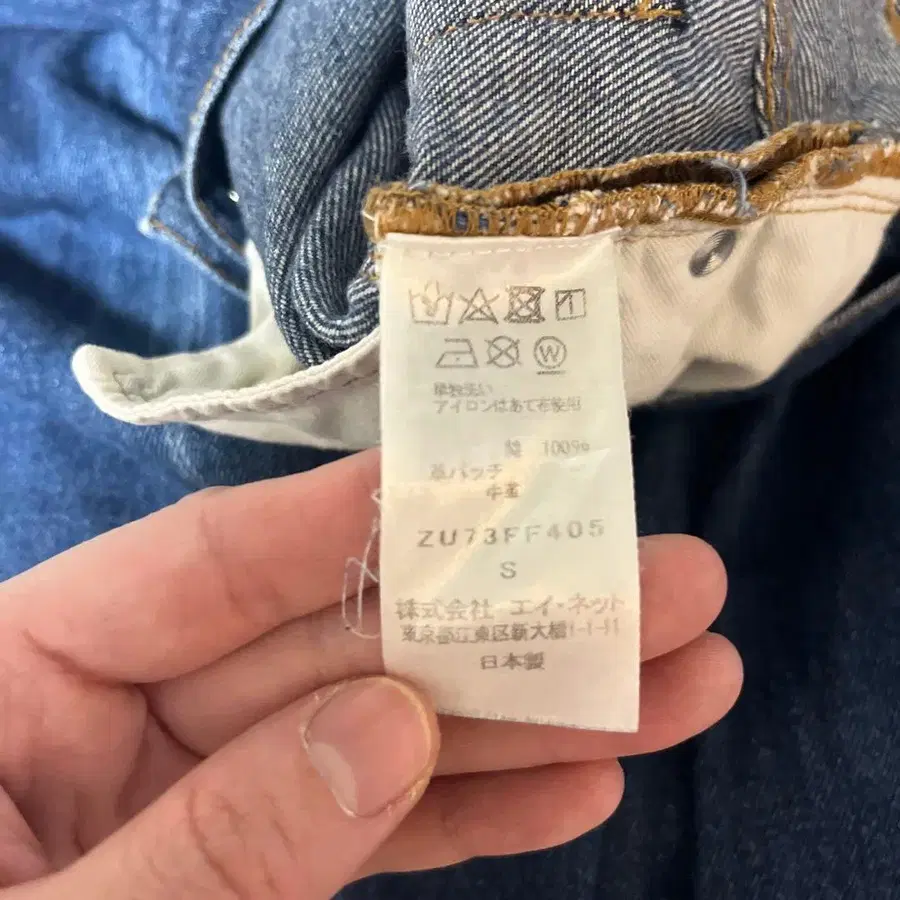 W
単独洗い
アイロンはあて布使用
綿 100%
革パッチ
牛革
ZU73FF405
S
株式会社 エイ・ネット
東京都江東区新大橋1-1-11
日本製